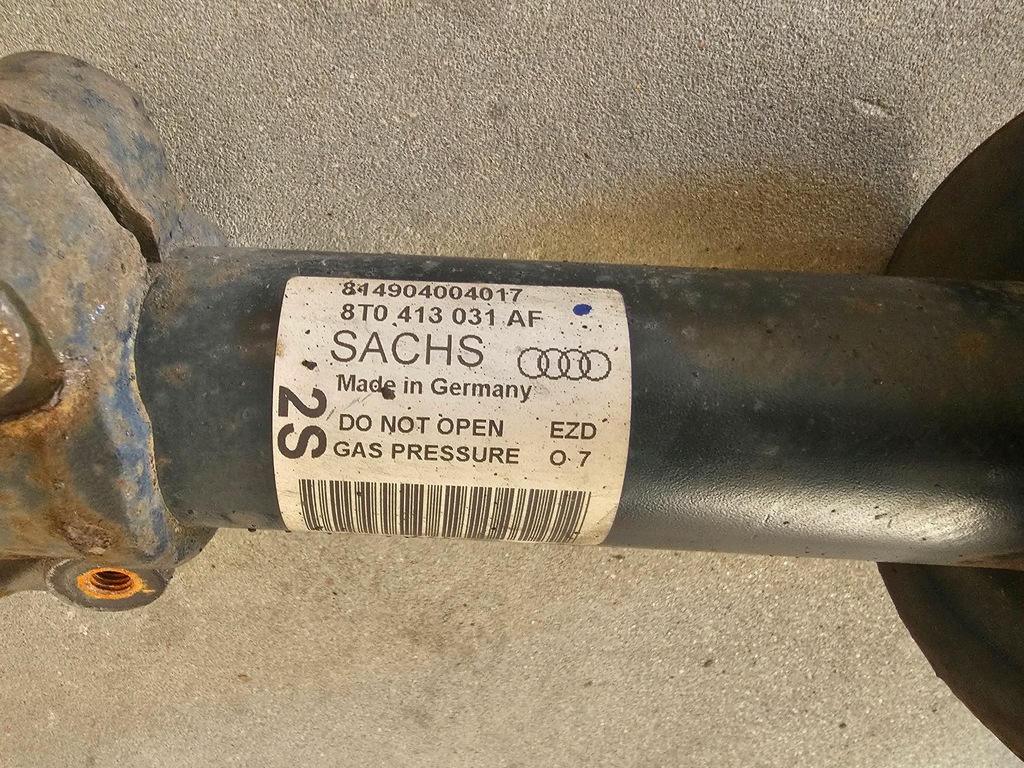 814904004017
8T0 413 031 AF
SACHS
Made in Germany
2S
DO NOT OPEN EZD
GAS PRESSURE O 7